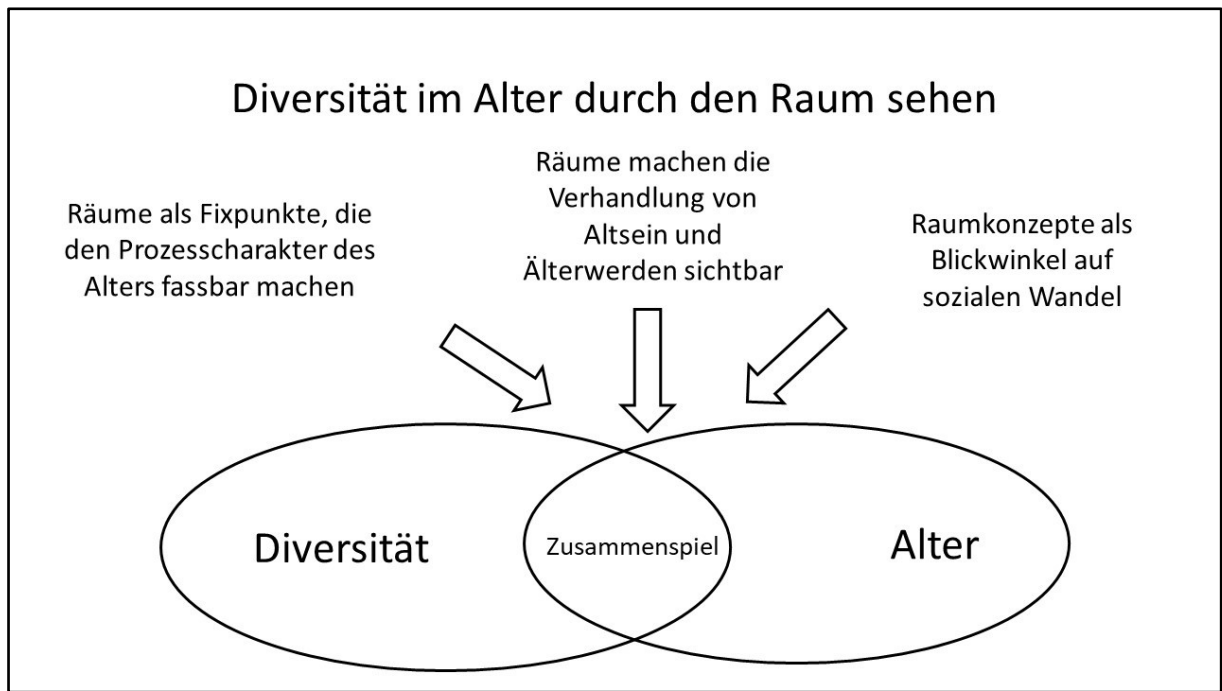 Diversität im Alter durch den Raum sehen
Räume als Fixpunkte, die
den Prozesscharakter des
Alters fassbar machen
Räume machen die
Verhandlung von
Altsein und
Älterwerden sichtbar
Raumkonzepte als
Blickwinkel auf
sozialen Wandel
Diversität
Zusammenspiel
Alter